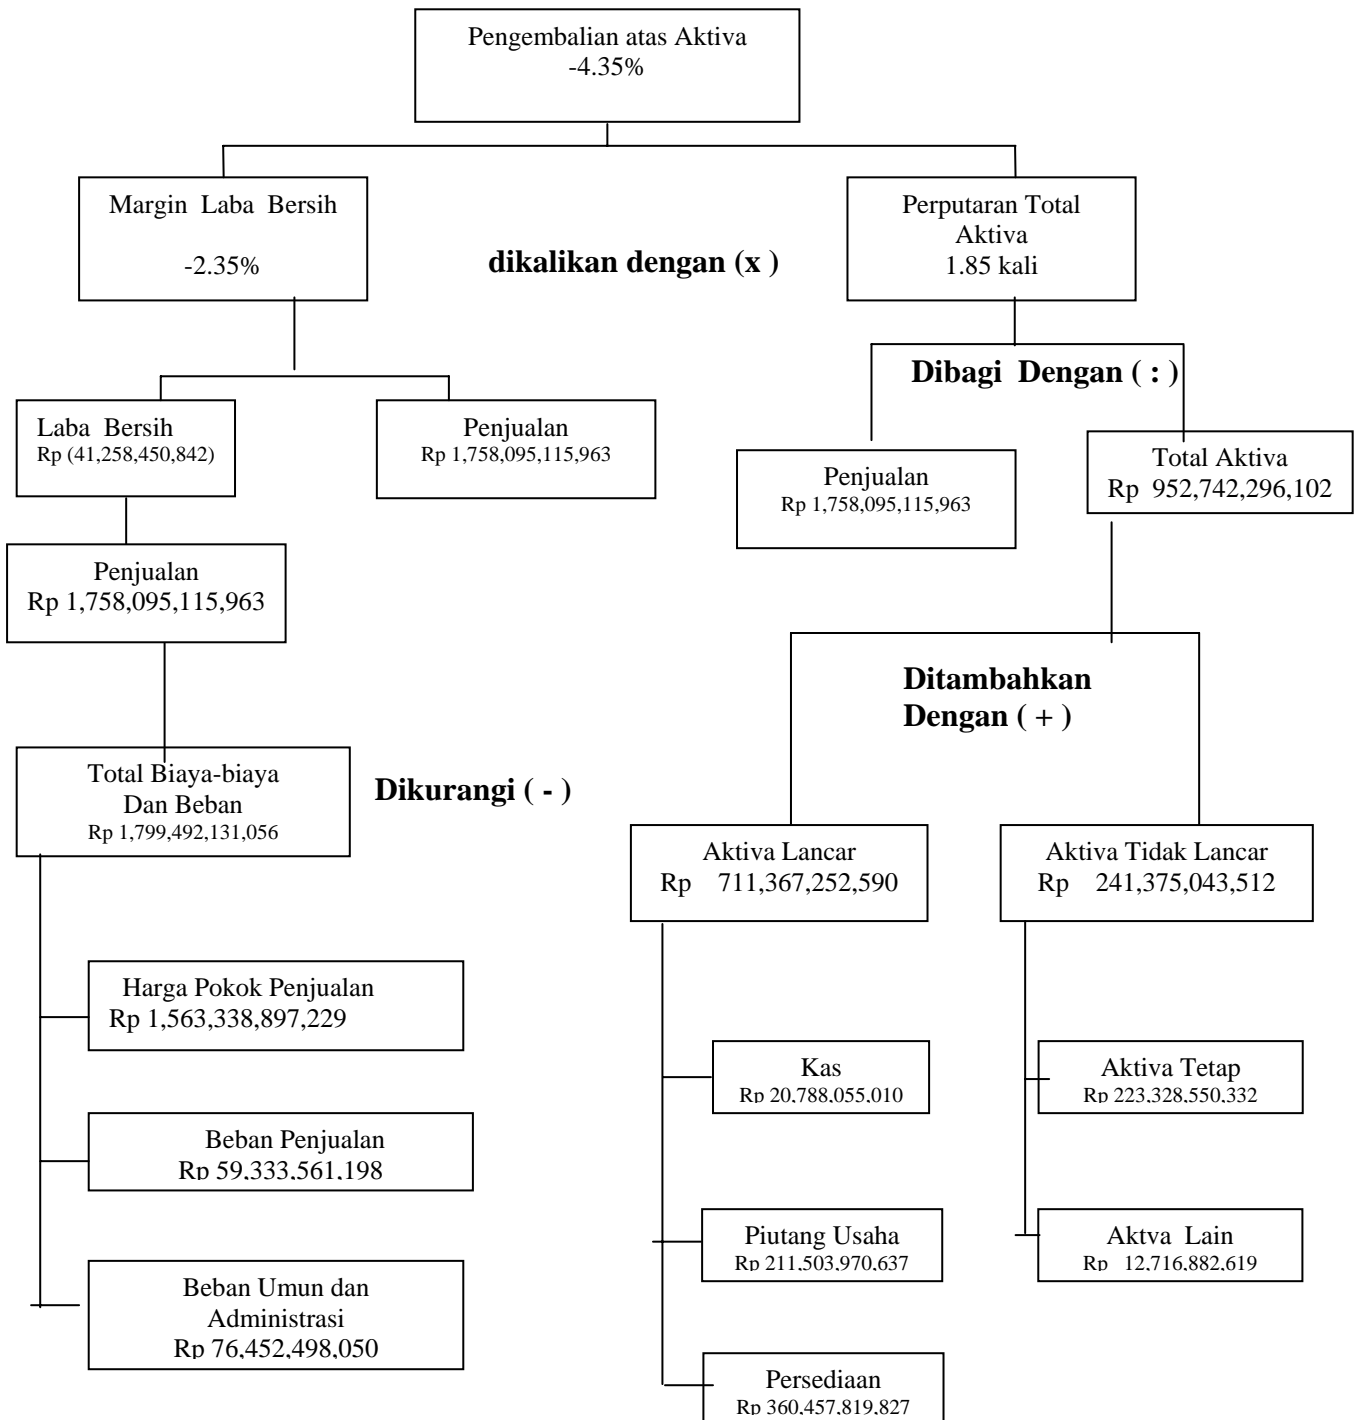 Pengembalian atas Aktiva
-4.35%
Margin Laba Bersih
-2.35%
dikalikan dengan (x )
Perputaran Total
Aktiva
1.85 kali
Dibagi Dengan ( : )
Laba Bersih
Rp (41,258,450,842)
Penjualan
Rp 1,758,095,115,963
Penjualan
Rp 1,758,095,115,963
Total Aktiva
Rp 952,742,296,102
Penjualan
Rp 1,758,095,115,963
Ditambahkan
Dengan ( + )
Total Biaya-biaya
Dan Beban
Rp 1,799,492,131,056
Dikurangi ( - )
Aktiva Lancar
Rp 711,367,252,590
Aktiva Tidak Lancar
Rp 241,375,043,512
Harga Pokok Penjualan
Rp 1,563,338,897,229
Kas
Rp 20,788,055,010
Aktiva Tetap
Rp 223,328,550,332
Beban Penjualan
Rp 59,333,561,198
Piutang Usaha
Rp 211,503,970,637
Aktva Lain
Rp 12,716,882,619
Beban Umun dan
Administrasi
Rp 76,452,498,050
Persediaan
Rp 360,457,819,827